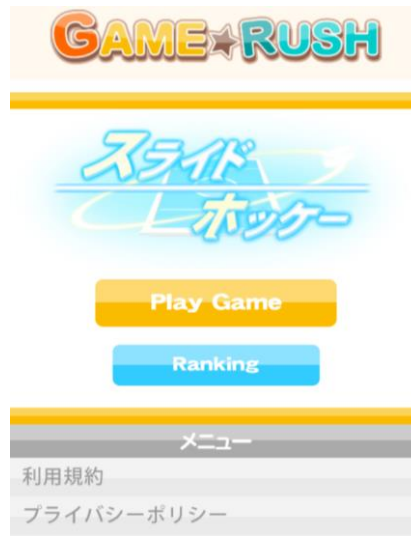 GAME★RUSH
スライド
ホッケー
Play Game
Ranking
メニュー
利用規約
プライバシーポリシー